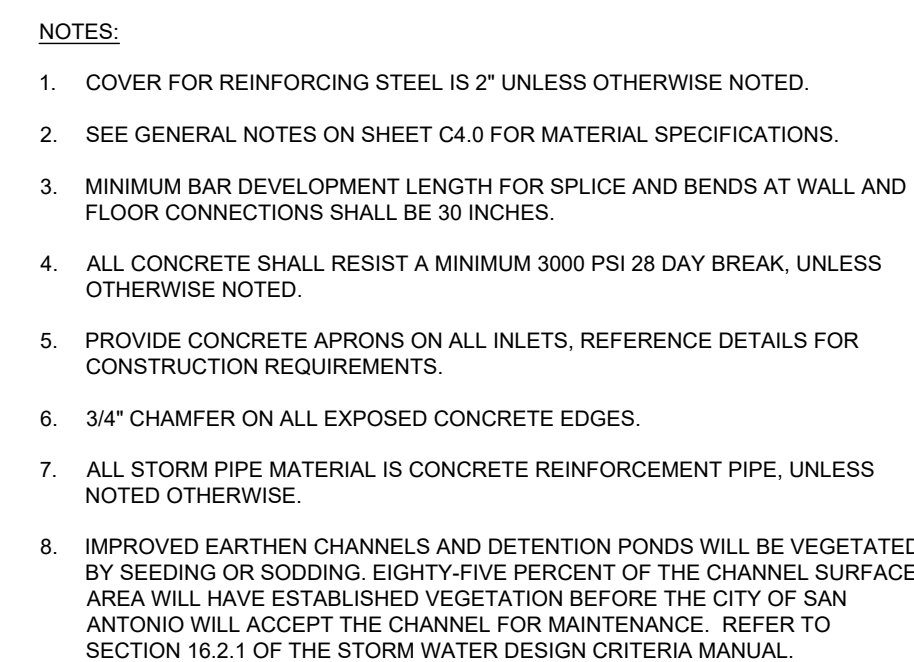 NOTES:
1. COVER FOR REINFORCING STEEL IS 2" UNLESS OTHERWISE NOTED.
2. SEE GENERAL NOTES ON SHEET C4.0 FOR MATERIAL SPECIFICATIONS.
3. MINIMUM BAR DEVELOPMENT LENGTH FOR SPLICE AND BENDS AT WALL AND
FLOOR CONNECTIONS SHALL BE 30 INCHES.
4. ALL CONCRETE SHALL RESIST A MINIMUM 3000 PSI 28 DAY BREAK, UNLESS
OTHERWISE NOTED.
5. PROVIDE CONCRETE APRONS ON ALL INLETS, REFERENCE DETAILS FOR
CONSTRUCTION REQUIREMENTS.
6. 3/4" CHAMFER ON ALL EXPOSED CONCRETE EDGES.
7. ALL STORM PIPE MATERIAL IS CONCRETE REINFORCEMENT PIPE, UNLESS
NOTED OTHERWISE.
8. IMPROVED EARTHEN CHANNELS AND DETENTION PONDS WILL BE VEGETATED
BY SEEDING OR SODDING. EIGHTY-FIVE PERCENT OF THE CHANNEL SURFACE
AREA WILL HAVE ESTABLISHED VEGETATION BEFORE THE CITY OF SAN
ANTONIO WILL ACCEPT THE CHANNEL FOR MAINTENANCE. REFER TO
SECTION 16.2.1 OF THE STORM WATER DESIGN CRITERIA MANUAL.